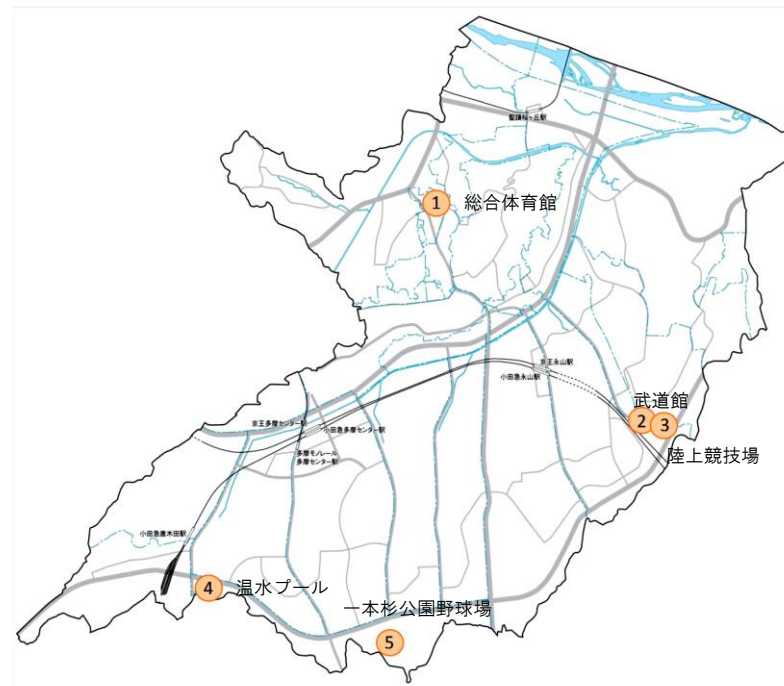 聖蹟桜ヶ丘駅
1 総合体育館
京王永山駅
小田急永山駅
武道館
2 3
陸上競技場
京王多摩センター駅
小田急多摩センター駅
多摩モノレール
多摩センター駅
小田急唐木田駅
4 温水プール
一本杉公園野球場
5